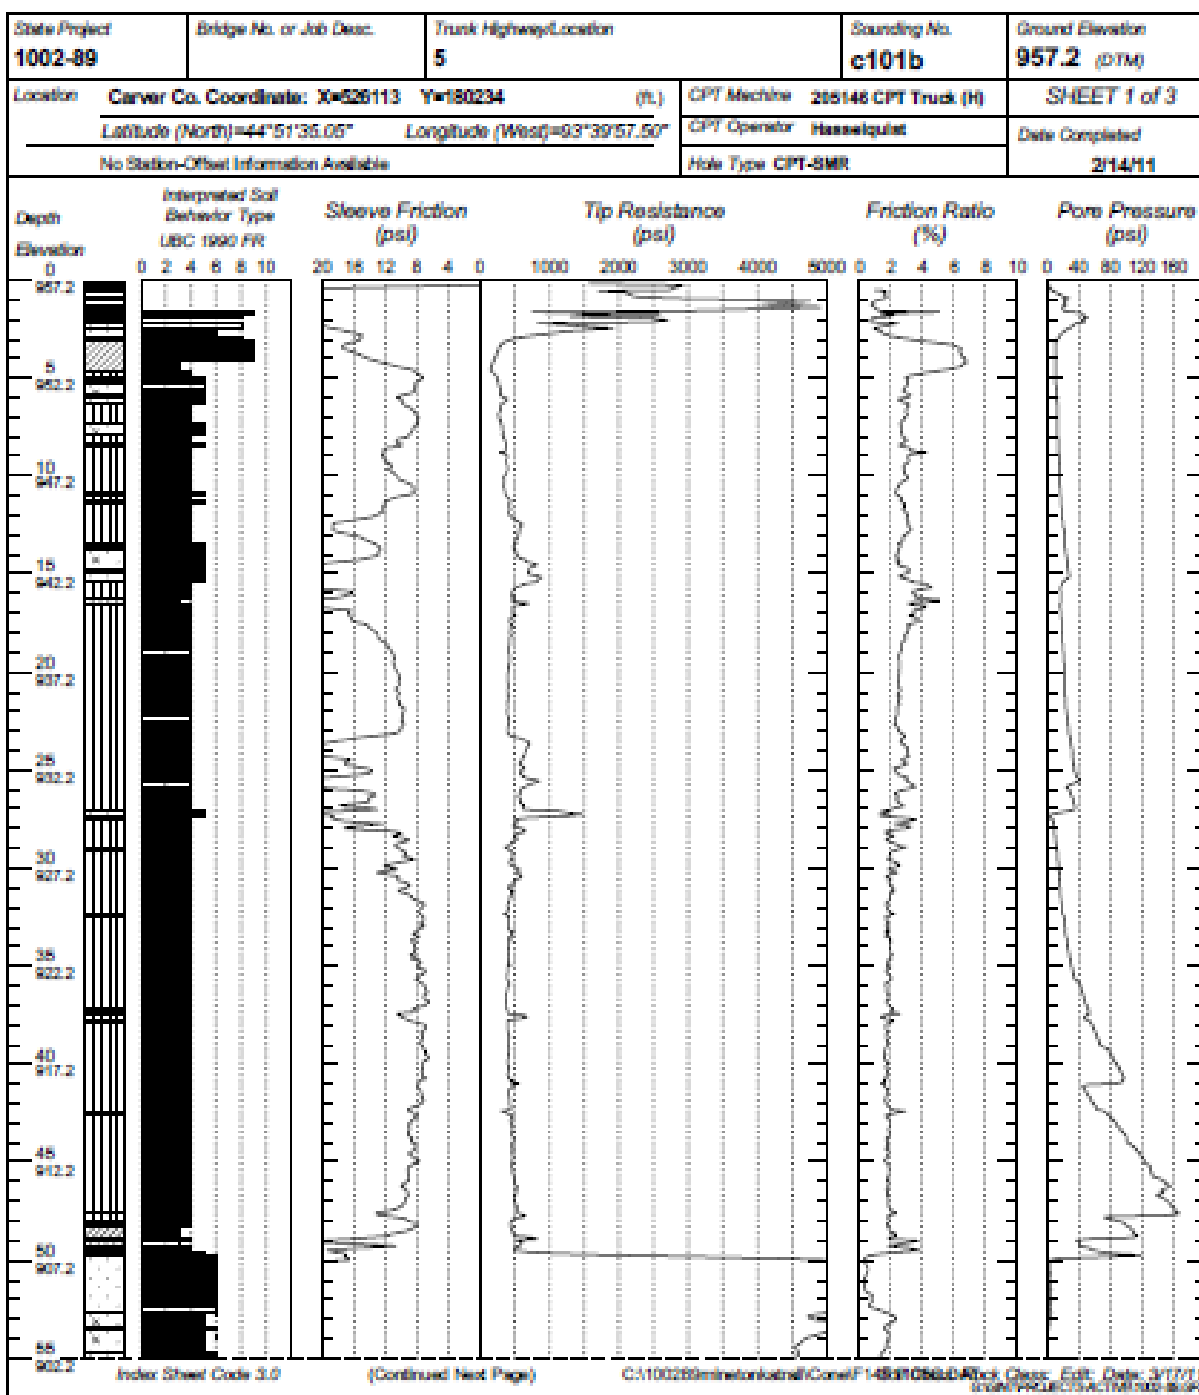 State Project
1002-89
Bridge No. or Job Desc.
Trunk Highway/Location
5
Sounding No.
c101b
Ground Elevation
957.2 (DTM)
Location Carver Co. Coordinate: X=526113 Y=180234 (ft.)
CPT Machine 205146 CPT Truck (H)
SHEET 1 of 3
Latitude (North)=44°51'35.05" Longitude (West)=93°39'57.50"
CPT Operator Hasselquist
Date Completed
2/14/11
No Station-Offset Information Available
Hole Type CPT-SMR
Depth
Elevation
Interpreted Soil
Behavior Type
UBC 1990 FR
Sleeve Friction
(psi)
Tip Resistance
(psi)
Friction Ratio
(%)
Pore Pressure
(psi)
0 2 4 6 8 10
20 16 12 8 4 0
1000 2000 3000 4000 5000
0 2 4 6 8 10
0 40 80 120 160
0
957.2
5
952.2
10
947.2
15
942.2
20
937.2
25
932.2
30
927.2
35
922.2
40
917.2
45
912.2
50
907.2
55
902.2
Index Sheet Code 3.0
(Continued Next Page)
Edit: Date: 3/17/1